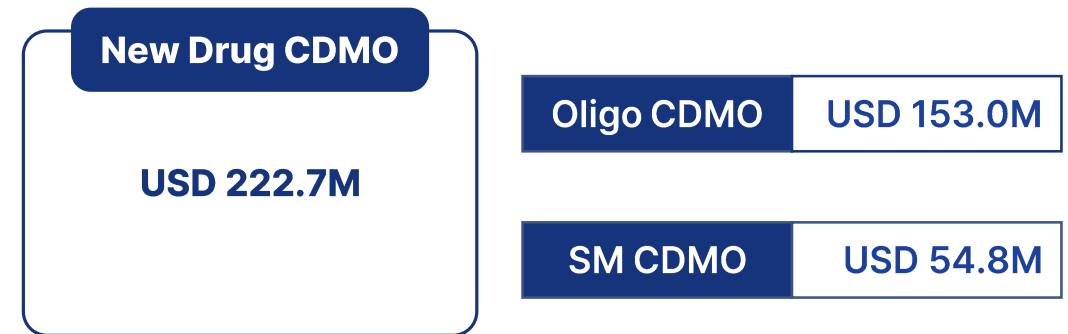 New Drug CDMO
USD 222.7M
Oligo CDMO USD 153.0M
SM CDMO USD 54.8M